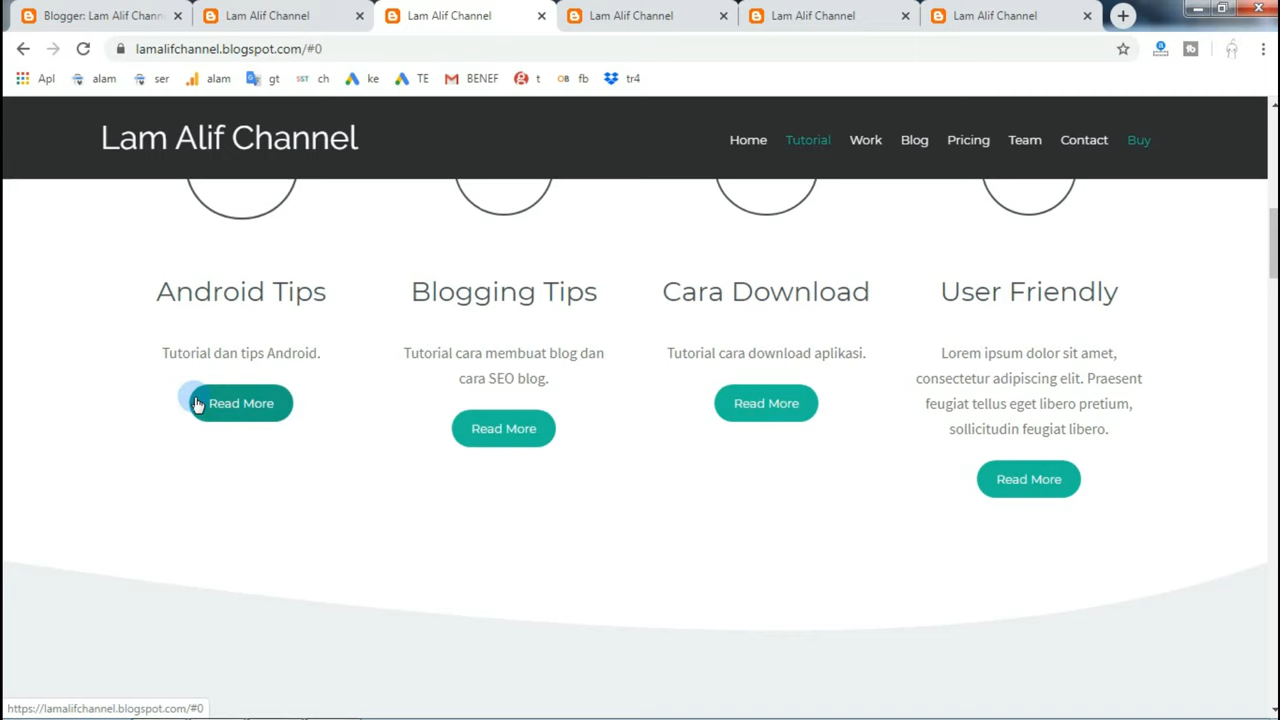 Blogger: Lam Alif Chann
Lam Alif Channel
Lam Alif Channel
Lam Alif Channel
Lam Alif Channel
Lam Alif Channel
lamalifchannel.blogspot.com/#0
Apl alam ser alam gt SST ch ke TE BENEF t OB fb tr4
Lam Alif Channel
Home Tutorial Work Blog Pricing Team Contact Buy
Android Tips
Tutorial dan tips Android.
Read More
Blogging Tips
Tutorial cara membuat blog dan
cara SEO blog.
Read More
Cara Download
Tutorial cara download aplikasi.
Read More
User Friendly
Lorem ipsum dolor sit amet,
consectetur adipiscing elit. Praesent
feugiat tellus eget libero pretium,
sollicitudin feugiat libero.
Read More
https://lamalifchannel.blogspot.com/#0